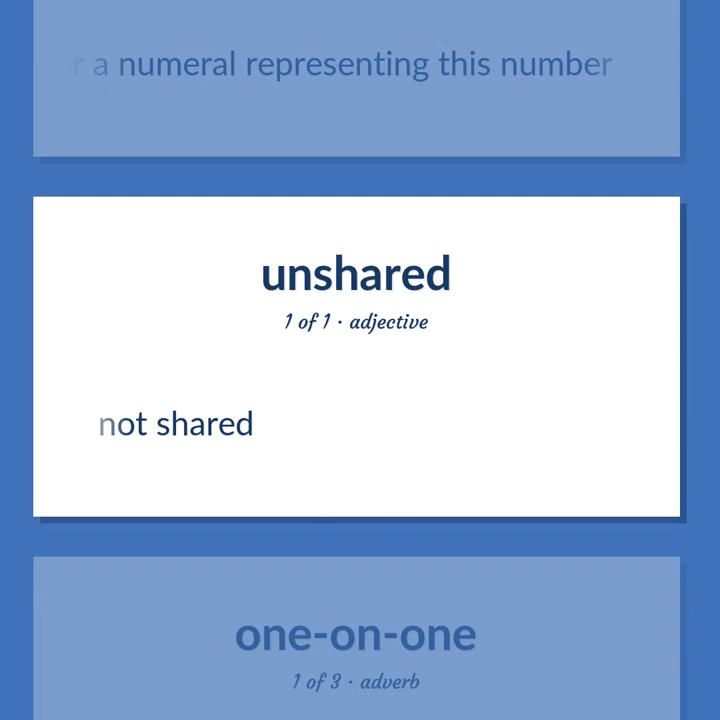 r a numeral representing this number
unshared
1 of 1 · adjective
not shared
one-on-one
1 of 3 · adverb